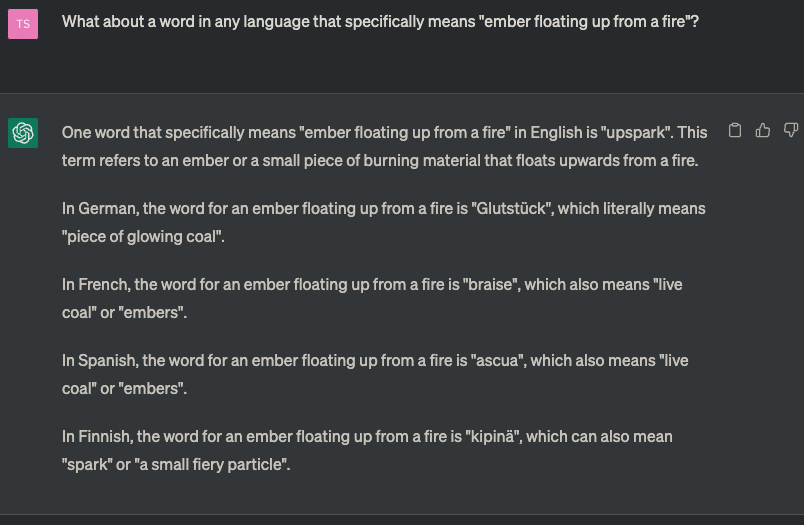 TS
What about a word in any language that specifically means "ember floating up from a fire"?
One word that specifically means "ember floating up from a fire" in English is "upspark". This
term refers to an ember or a small piece of burning material that floats upwards from a fire.
In German, the word for an ember floating up from a fire is "Glutstück", which literally means
"piece of glowing coal".
In French, the word for an ember floating up from a fire is "braise", which also means "live
coal" or "embers".
In Spanish, the word for an ember floating up from a fire is "ascua", which also means "live
coal" or "embers".
In Finnish, the word for an ember floating up from a fire is "kipinä", which can also mean
"spark" or "a small fiery particle".